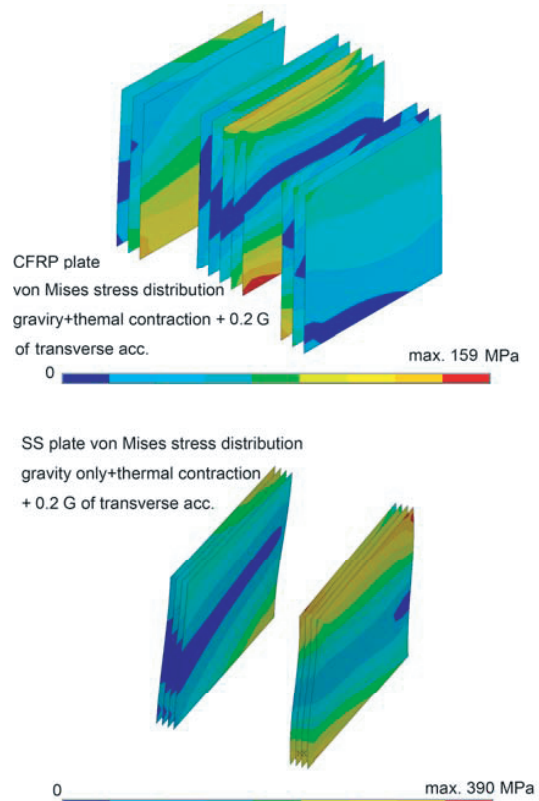 CFRP plate
von Mises stress distribution
graviry+themal contraction + 0.2 G
of transverse acc.
0
max. 159 MPa
SS plate von Mises stress distribution
gravity only+thermal contraction
+ 0.2 G of transverse acc.
0
max. 390 MPa